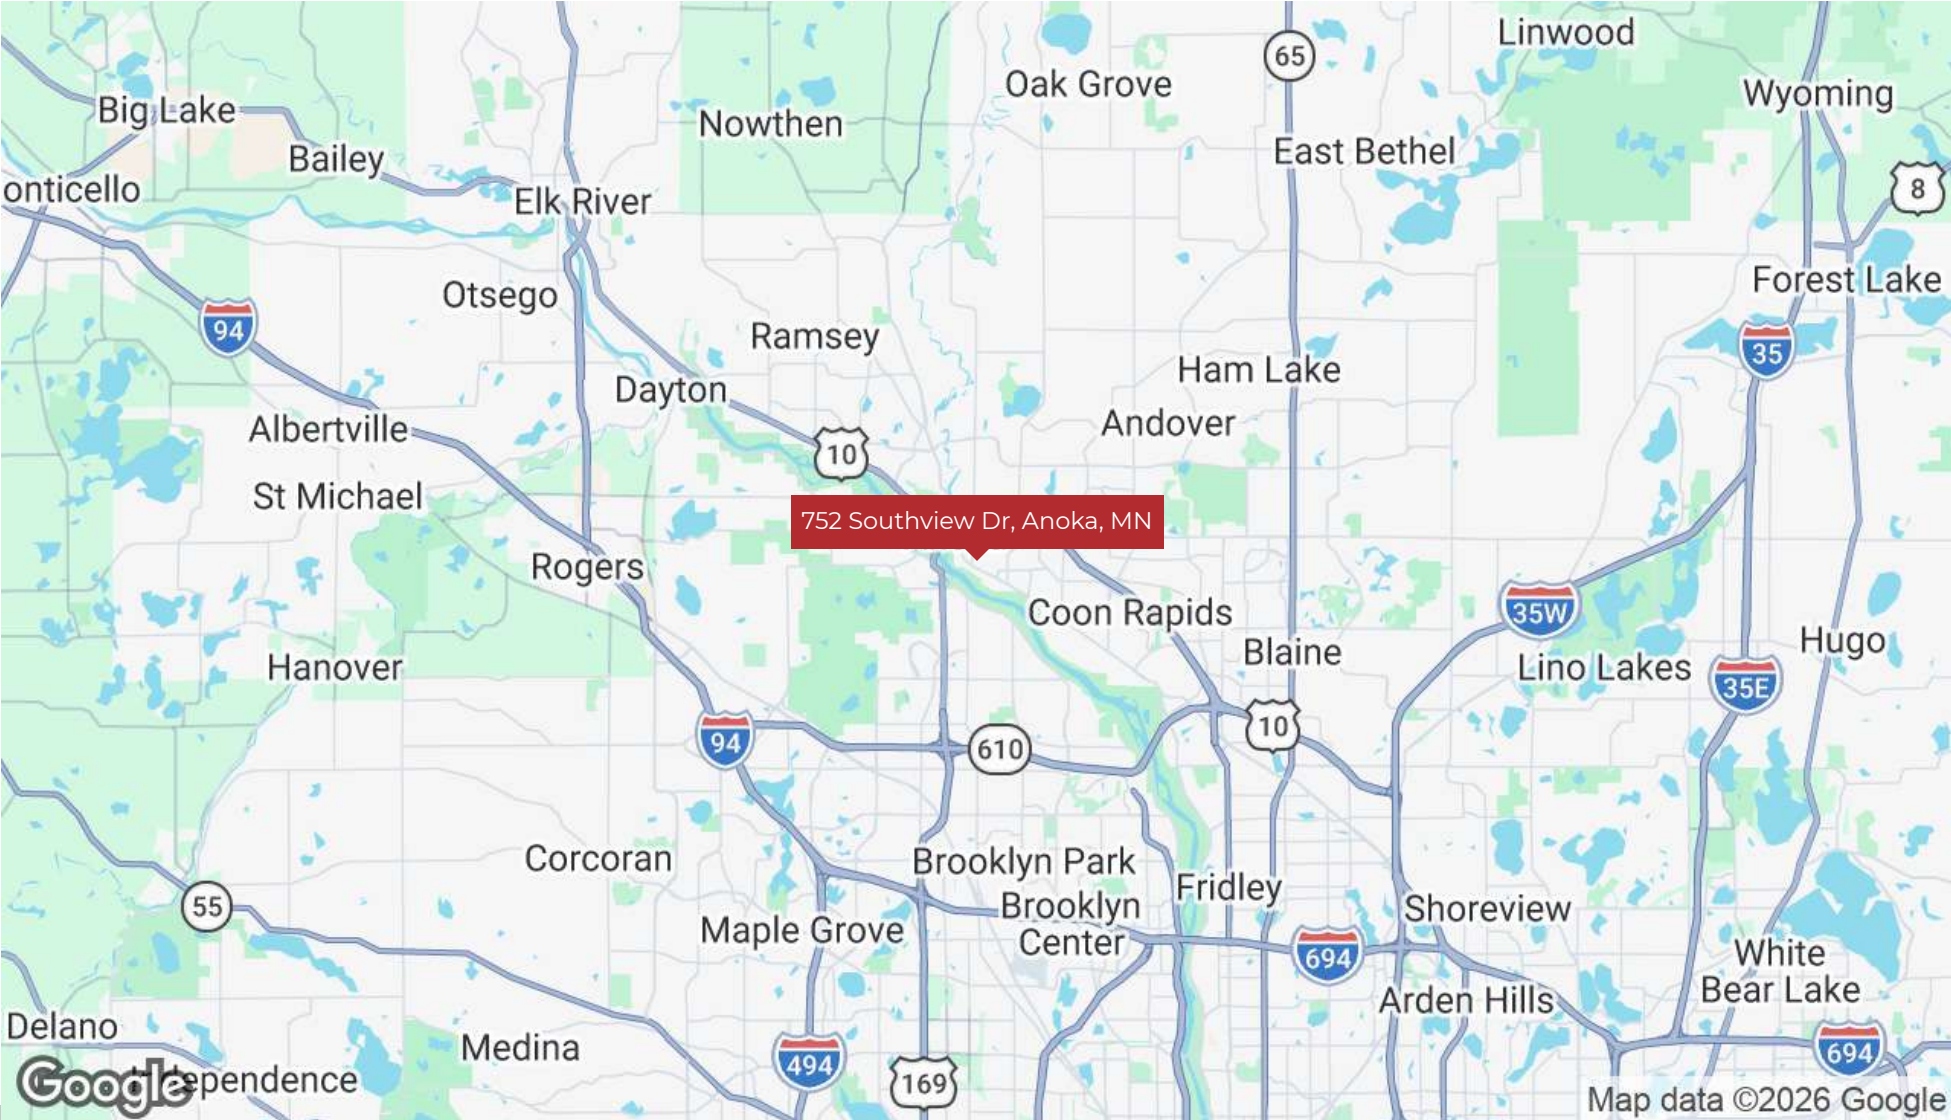 Linwood
65
Oak Grove
Wyoming
Big Lake
Nowthen
East Bethel
Bailey
onticello
8
Elk River
Forest Lake
Otsego
94
Ramsey
35
Ham Lake
Dayton
Andover
Albertville
10
St Michael
752 Southview Dr, Anoka, MN
Rogers
35W
Coon Rapids
Hugo
Blaine
Hanover
Lino Lakes
35E
10
94
610
Corcoran
Brooklyn Park
Fridley
55
Brooklyn
Center
Shoreview
Maple Grove
694
White
Bear Lake
Arden Hills
Delano
Medina
694
494
Independence
169
Google
Map data ©2026 Google